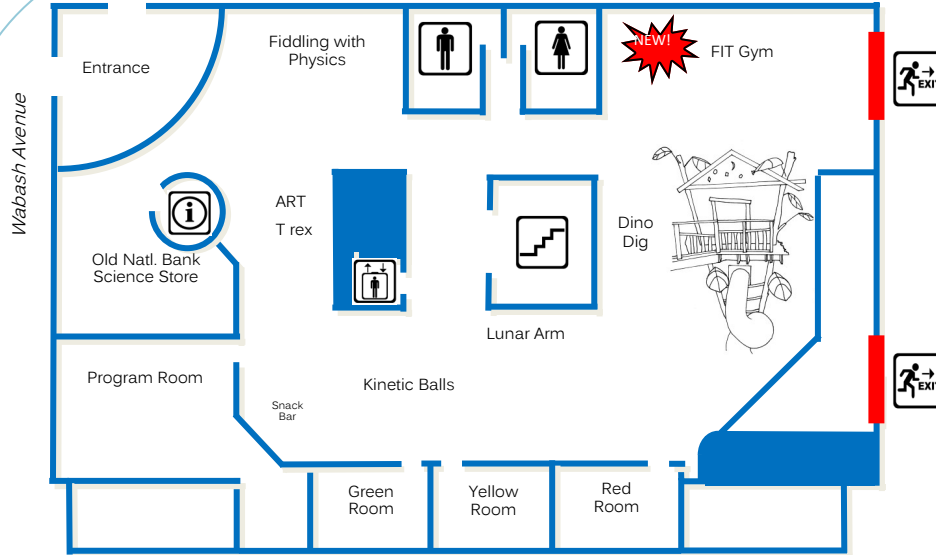 Wabash Avenue
Entrance
Fiddling with
Physics
NEW!
FIT Gym
EXIT
ART
T rex
Dino
Dig
Old Natl. Bank
Science Store
Lunar Arm
Program Room
Kinetic Balls
EXIT
Snack
Bar
Green
Room
Yellow
Room
Red
Room